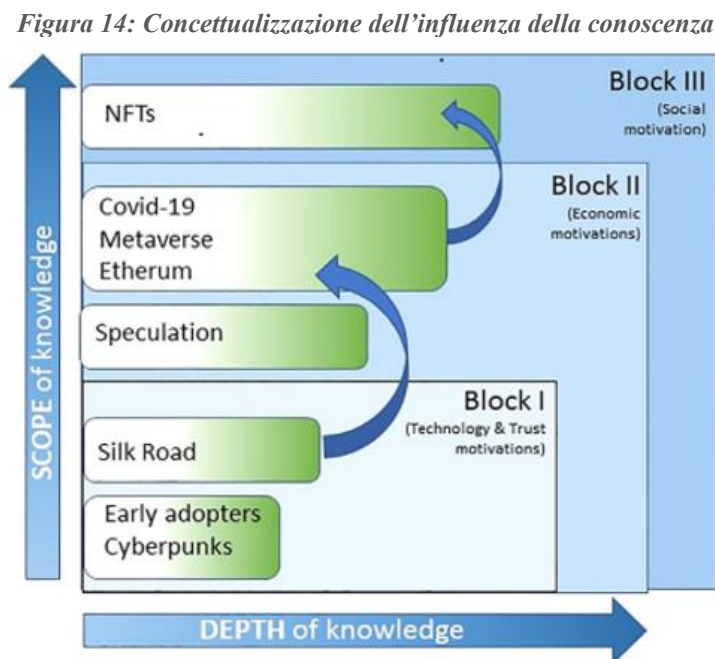 Figura 14: Concettualizzazione dell'influenza della conoscenza
Block III
(Social
motivation)
NFTs
Block II
(Economic
motivations)
Covid-19
Metaverse
Etherum
Speculation
Block I
(Technology & Trust
motivations)
Silk Road
Early adopters
Cyberpunks
SCOPE of knowledge
DEPTH of knowledge